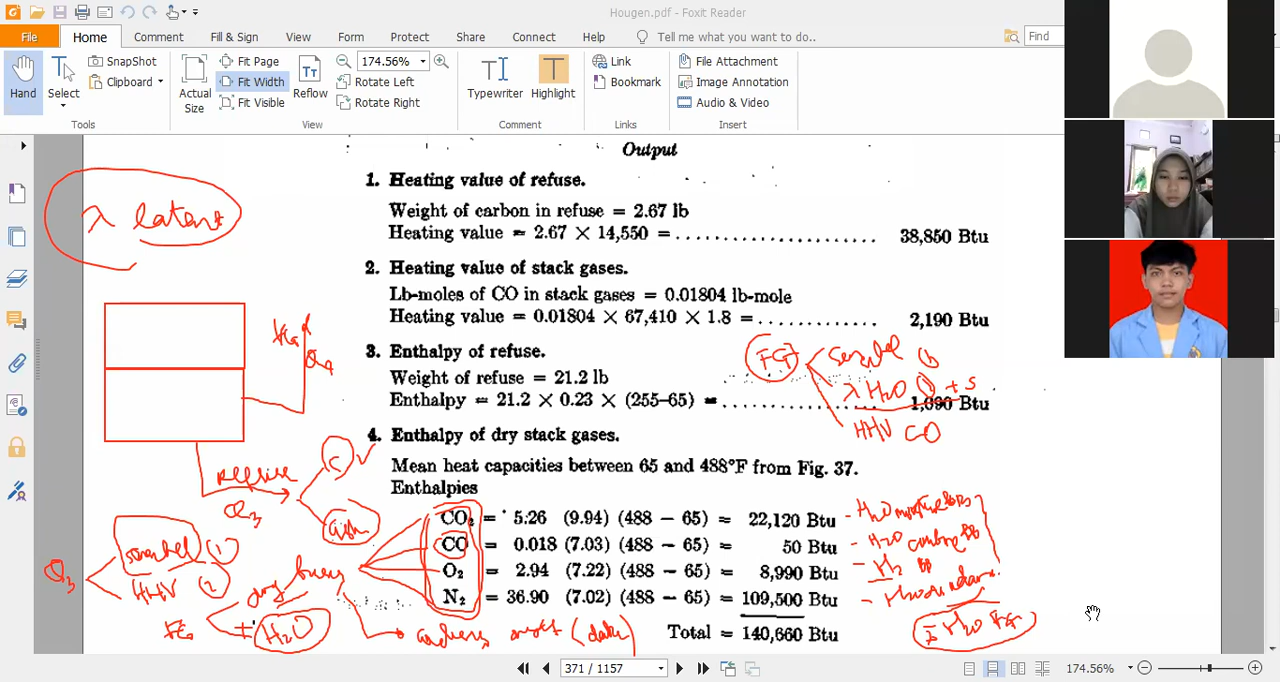 Hougen.pdf - Foxit Reader
File Home Comment Fill & Sign View Form Protect Share Connect Help Tell me what you want to do.. Find
Hand
Select
SnapShot
Clipboard
Actual Size
Fit Page
Fit Width
Fit Visible
Reflow
174.56%
Rotate Left
Rotate Right
Typewriter
Highlight
Link
Bookmark
File Attachment
Image Annotation
Audio & Video
Tools View Comment Links Insert
Output
1. Heating value of refuse.
Weight of carbon in refuse = 2.67 lb
Heating value = 2.67 × 14,550 = 38,850 Btu
2. Heating value of stack gases.
Lb-moles of CO in stack gases = 0.01804 lb-mole
Heating value = 0.01804 × 67,410 × 1.8 = 2,190 Btu
3. Enthalpy of refuse.
Weight of refuse = 21.2 lb
Enthalpy = 21.2 × 0.23 × (255–65) = 1,690 Btu
4. Enthalpy of dry stack gases.
Mean heat capacities between 65 and 488°F from Fig. 37.
Enthalpies
CO₂ = 5.26 (9.94) (488 – 65) = 22,120 Btu
CO = 0.018 (7.03) (488 – 65) = 50 Btu
O₂ = 2.94 (7.22) (488 – 65) = 8,990 Btu
N₂ = 36.90 (7.02) (488 – 65) = 109,500 Btu
Total = 140,660 Btu
λ latent
refuse
Q3
C
ash
Q3
(1)
HHV (2)
H₂O
λ H₂O
HHV CO
H₂
371 / 1157
174.56%